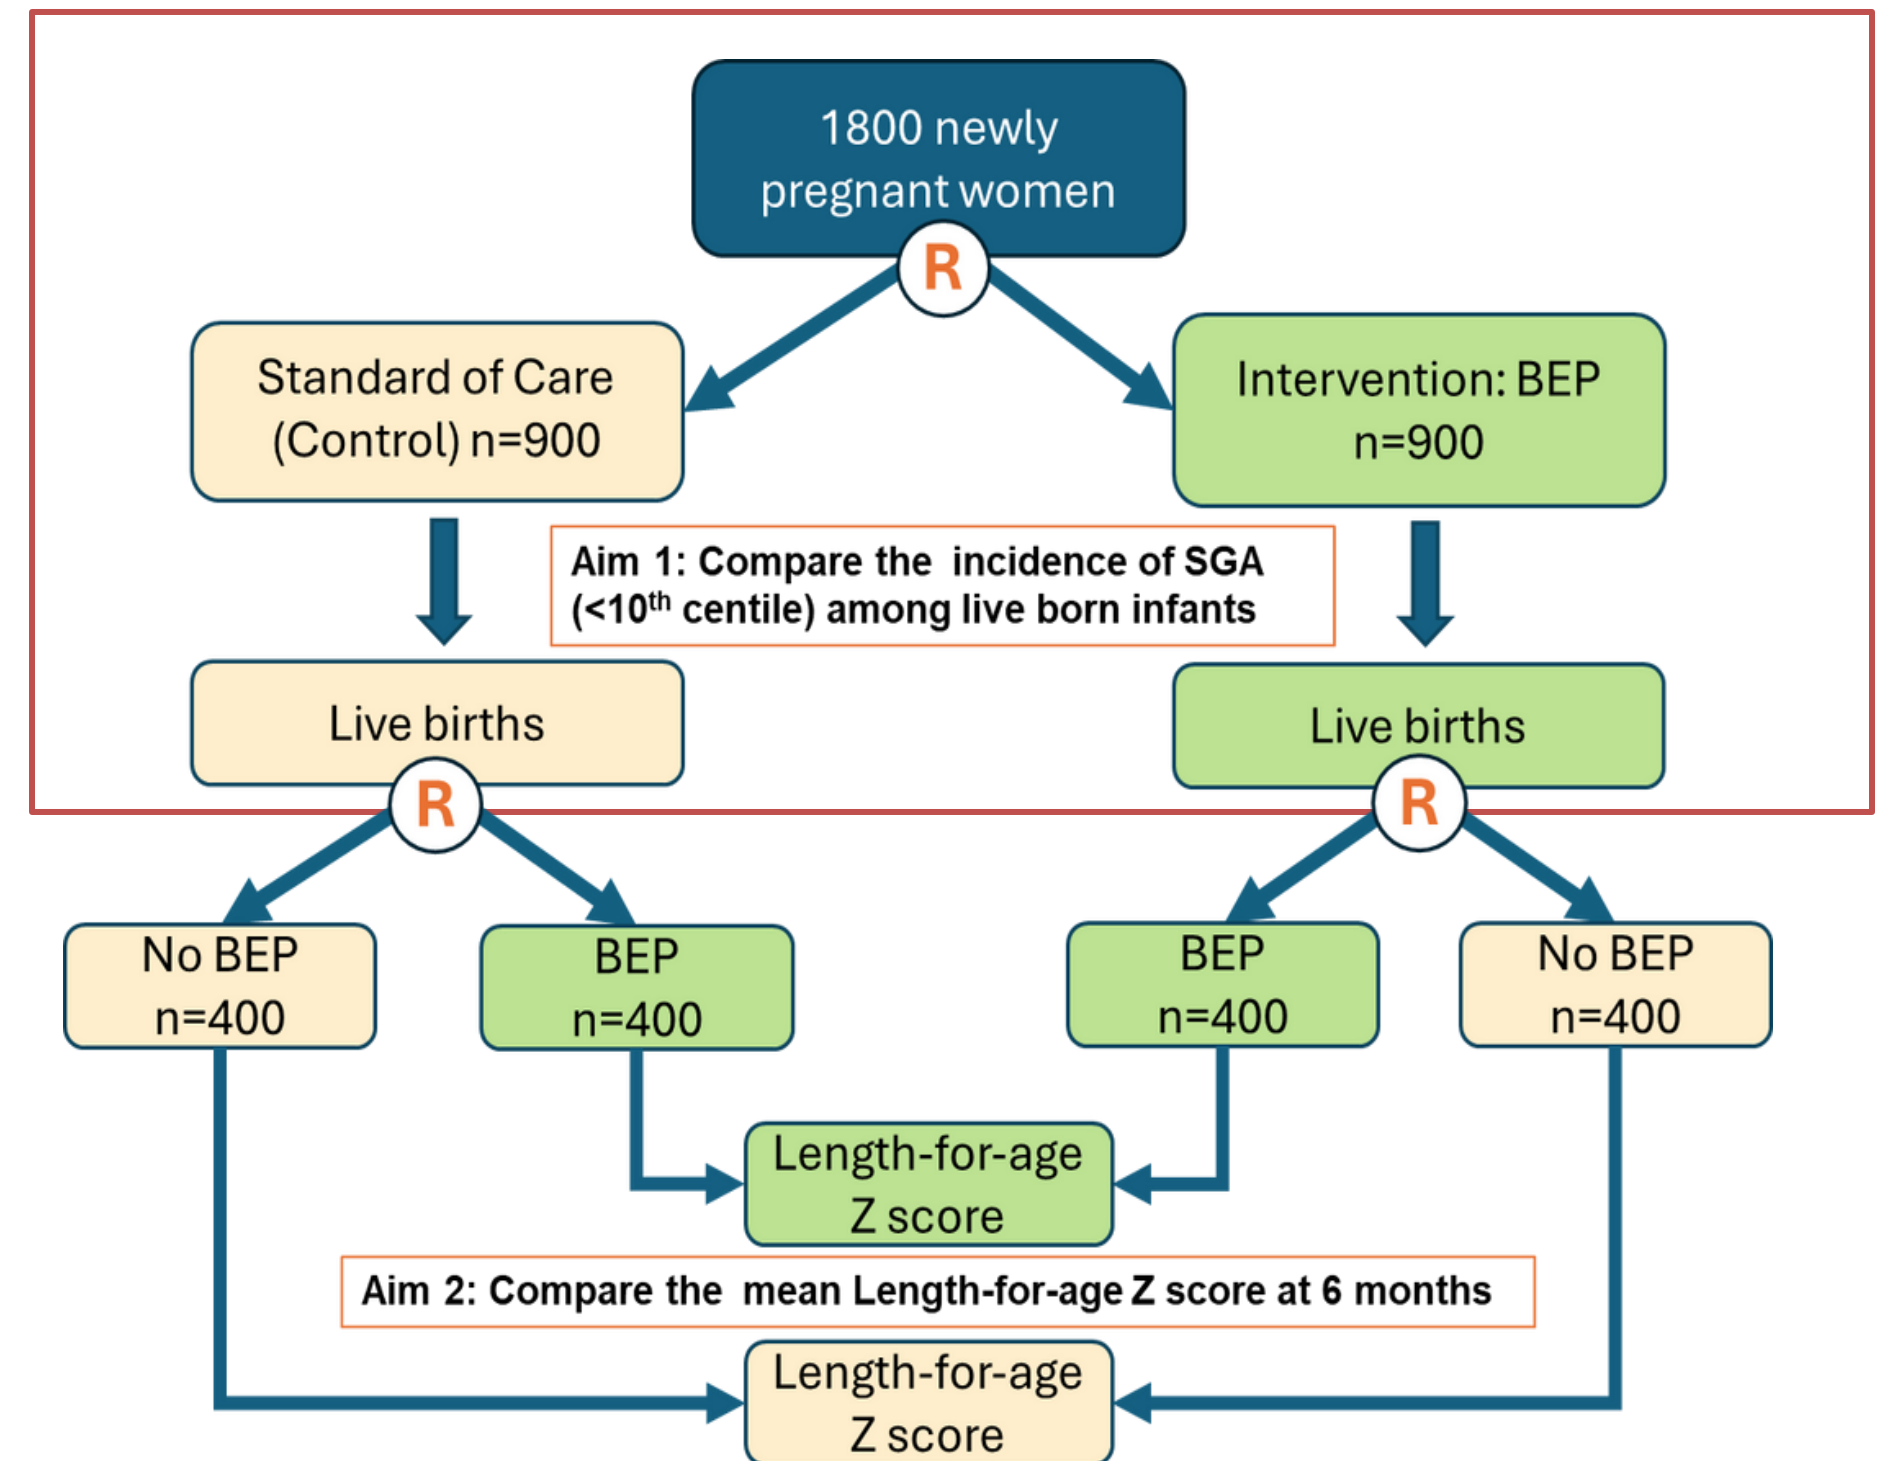 1800 newly
pregnant women
R
Standard of Care
(Control) n=900
Intervention: BEP
n=900
Aim 1: Compare the incidence of SGA
(<10th centile) among live born infants
Live births
Live births
R
R
No BEP
n=400
BEP
n=400
BEP
n=400
No BEP
n=400
Length-for-age
Z score
Aim 2: Compare the mean Length-for-age Z score at 6 months
Length-for-age
Z score